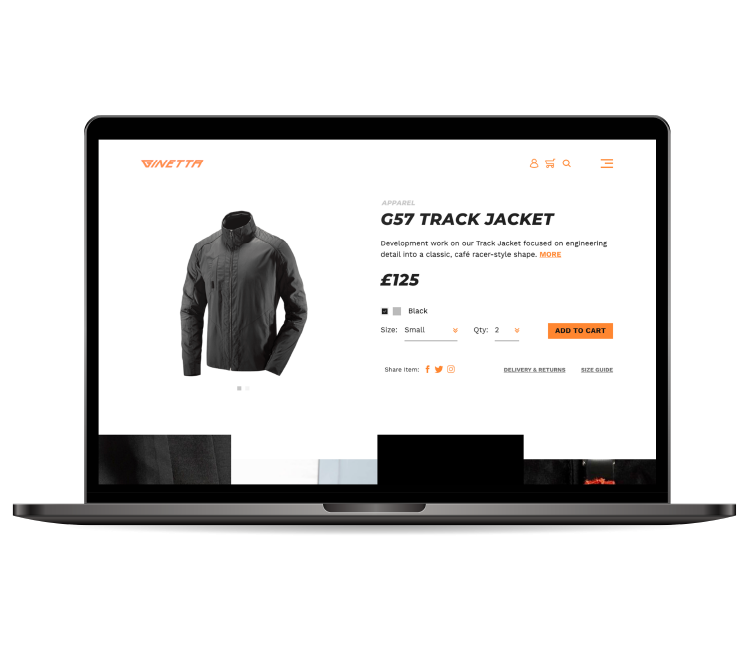 GINETTA
APPAREL
G57 TRACK JACKET
Development work on our Track Jacket focused on engineering
detail into a classic, café racer-style shape. MORE
£125
Black
Size: Small Qty: 2 ADD TO CART
Share item: DELIVERY & RETURNS SIZE GUIDE